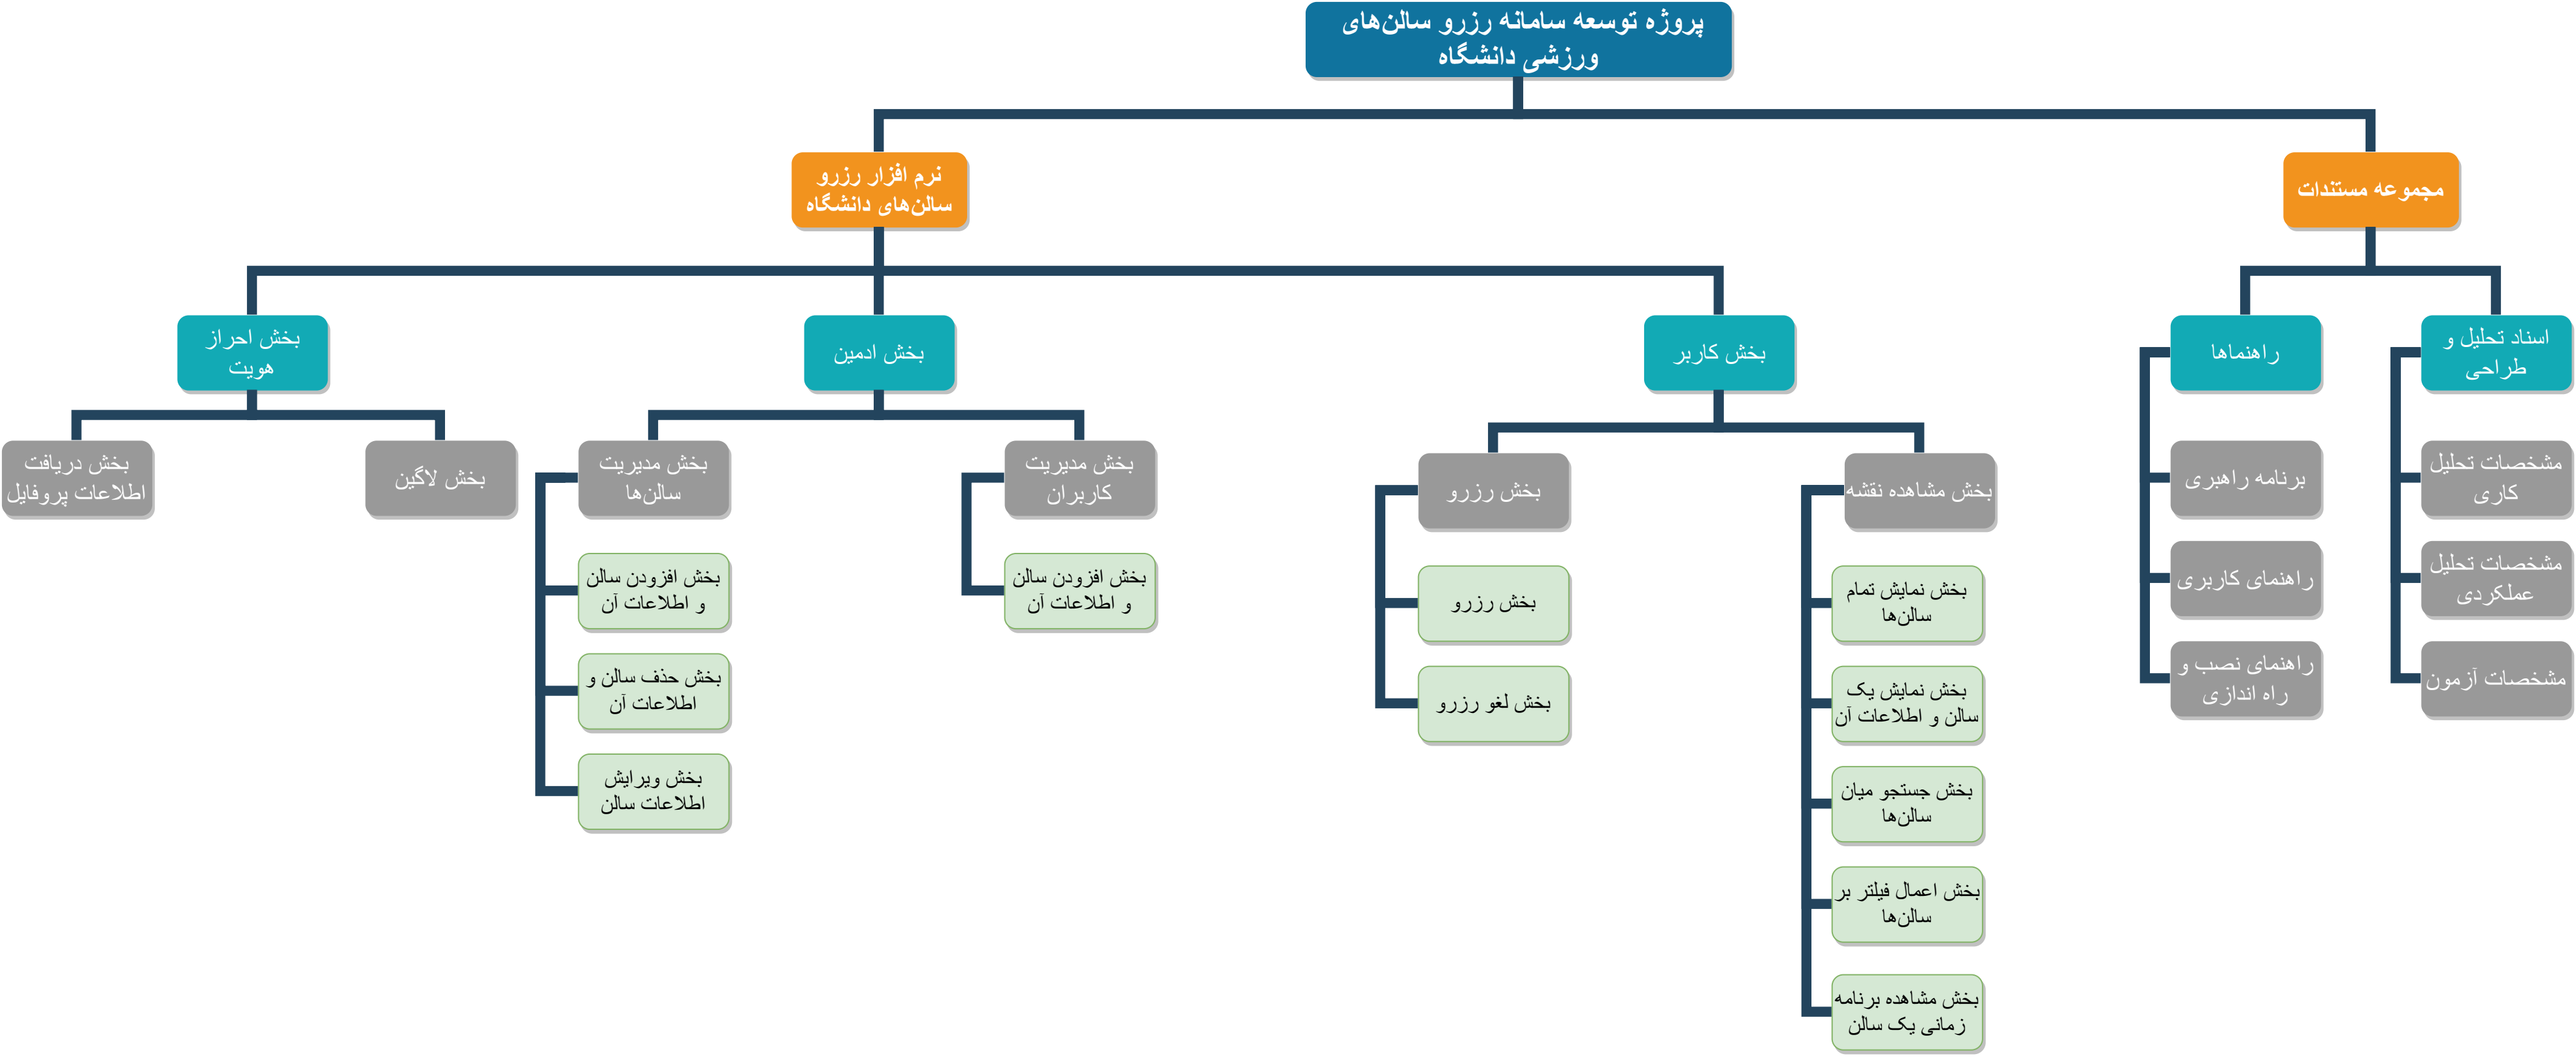 پروژه توسعه سامانه رزرو سالن‌های
ورزشی دانشگاه
مجموعه مستندات
نرم افزار رزرو
سالن‌های دانشگاه
اسناد تحلیل و
طراحی
راهنماها
بخش کاربر
بخش ادمین
بخش احراز
هویت
مشخصات تحلیل
کاری
مشخصات تحلیل
عملکردی
مشخصات آزمون
برنامه راهبری
راهنمای کاربری
راهنمای نصب و
راه اندازی
بخش مشاهده نقشه
بخش نمایش تمام
سالن‌ها
بخش نمایش یک
سالن و اطلاعات آن
بخش جستجو میان
سالن‌ها
بخش اعمال فیلتر بر
سالن‌ها
بخش مشاهده برنامه
زمانی یک سالن
بخش رزرو
بخش رزرو
بخش لغو رزرو
بخش مدیریت
کاربران
بخش افزودن سالن
و اطلاعات آن
بخش مدیریت
سالن‌ها
بخش افزودن سالن
و اطلاعات آن
بخش حذف سالن و
اطلاعات آن
بخش ویرایش
اطلاعات سالن
بخش لاگین
بخش دریافت
اطلاعات پروفایل